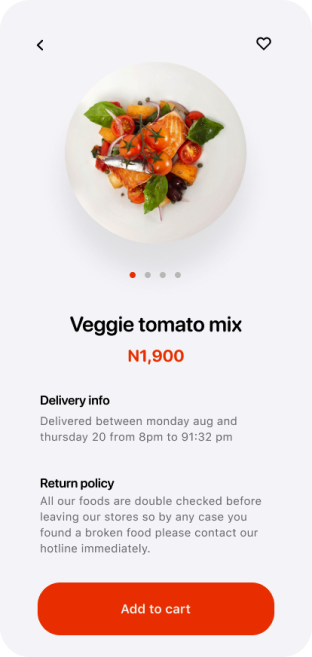 Veggie tomato mix
N1,900
Delivery info
Delivered between monday aug and
thursday 20 from 8pm to 91:32 pm
Return policy
All our foods are double checked before
leaving our stores so by any case you
found a broken food please contact our
hotline immediately.
Add to cart